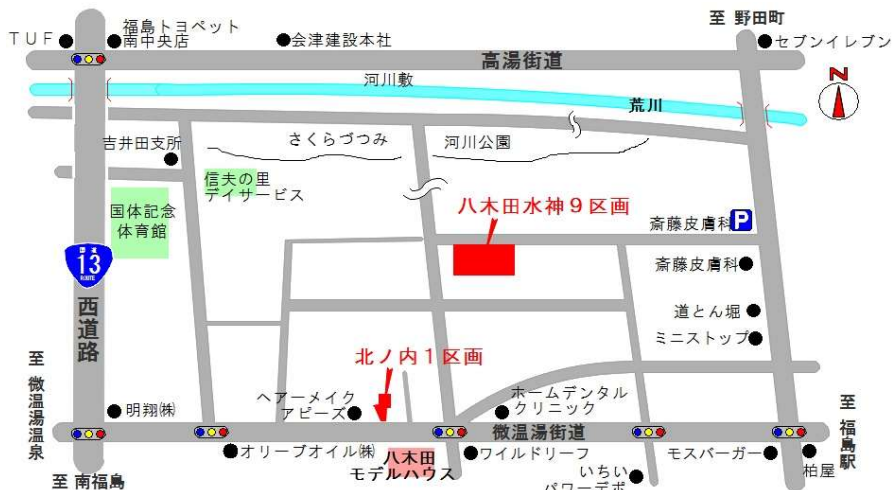 至 野田町
福島トヨペット
南中央店
TUF
会津建設本社
セブンイレブン
高湯街道
河川敷
荒川
N
さくらづつみ
河川公園
吉井田支所
信夫の里
デイサービス
国体記念
体育館
八木田水神9区画
斎藤皮膚科
P
斎藤皮膚科
国道
13
ROUTE
西道路
道とん堀
ミニストップ
北ノ内1区画
至 微温湯温泉
明翔㈱
ヘアーメイク
アビーズ
ホームデンタル
クリニック
微温湯街道
至 福島駅
オリーブオイル㈱
八木田
モデルハウス
ワイルドリーフ
モスバーガー
柏屋
いちい
パワーデポ
至 南福島